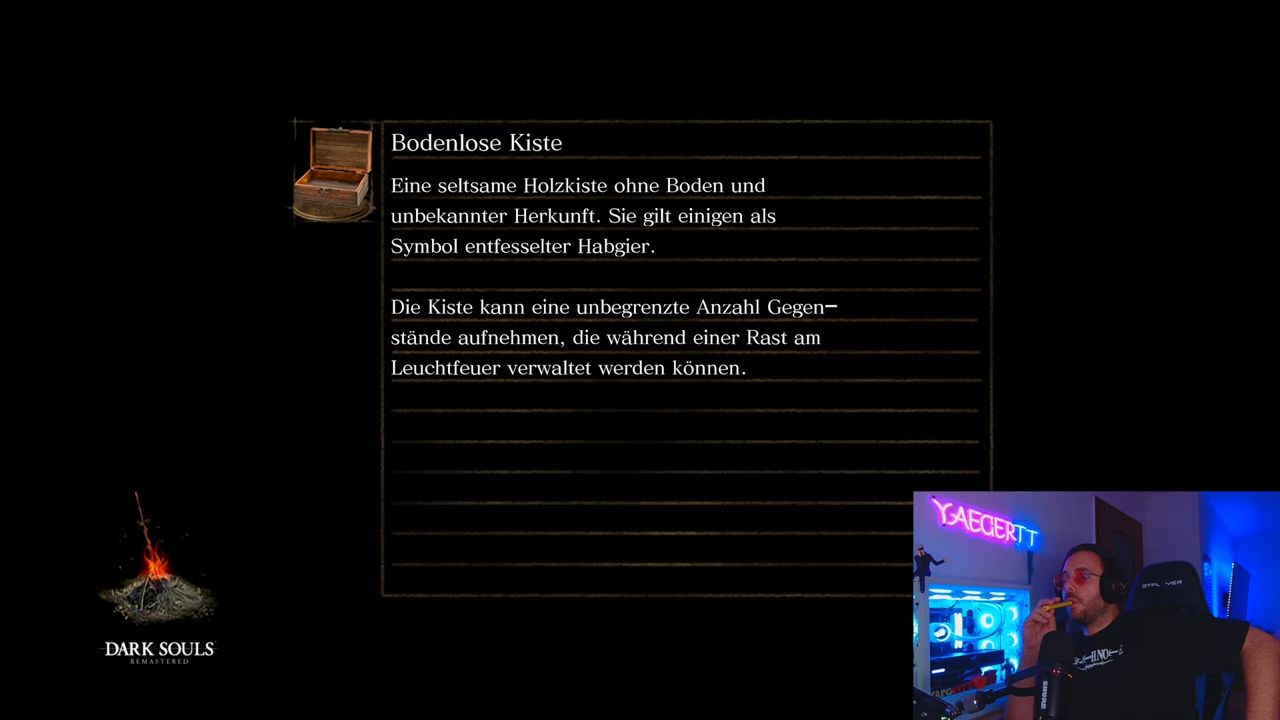 Bodenlose Kiste
Eine seltsame Holzkiste ohne Boden und
unbekannter Herkunft. Sie gilt einigen als
Symbol entfesselter Habgier.
Die Kiste kann eine unbegrenzte Anzahl Gegen-
stände aufnehmen, die während einer Rast am
Leuchtfeuer verwaltet werden können.
DARK SOULS
REMASTERED
YAEGERTT
SHURE